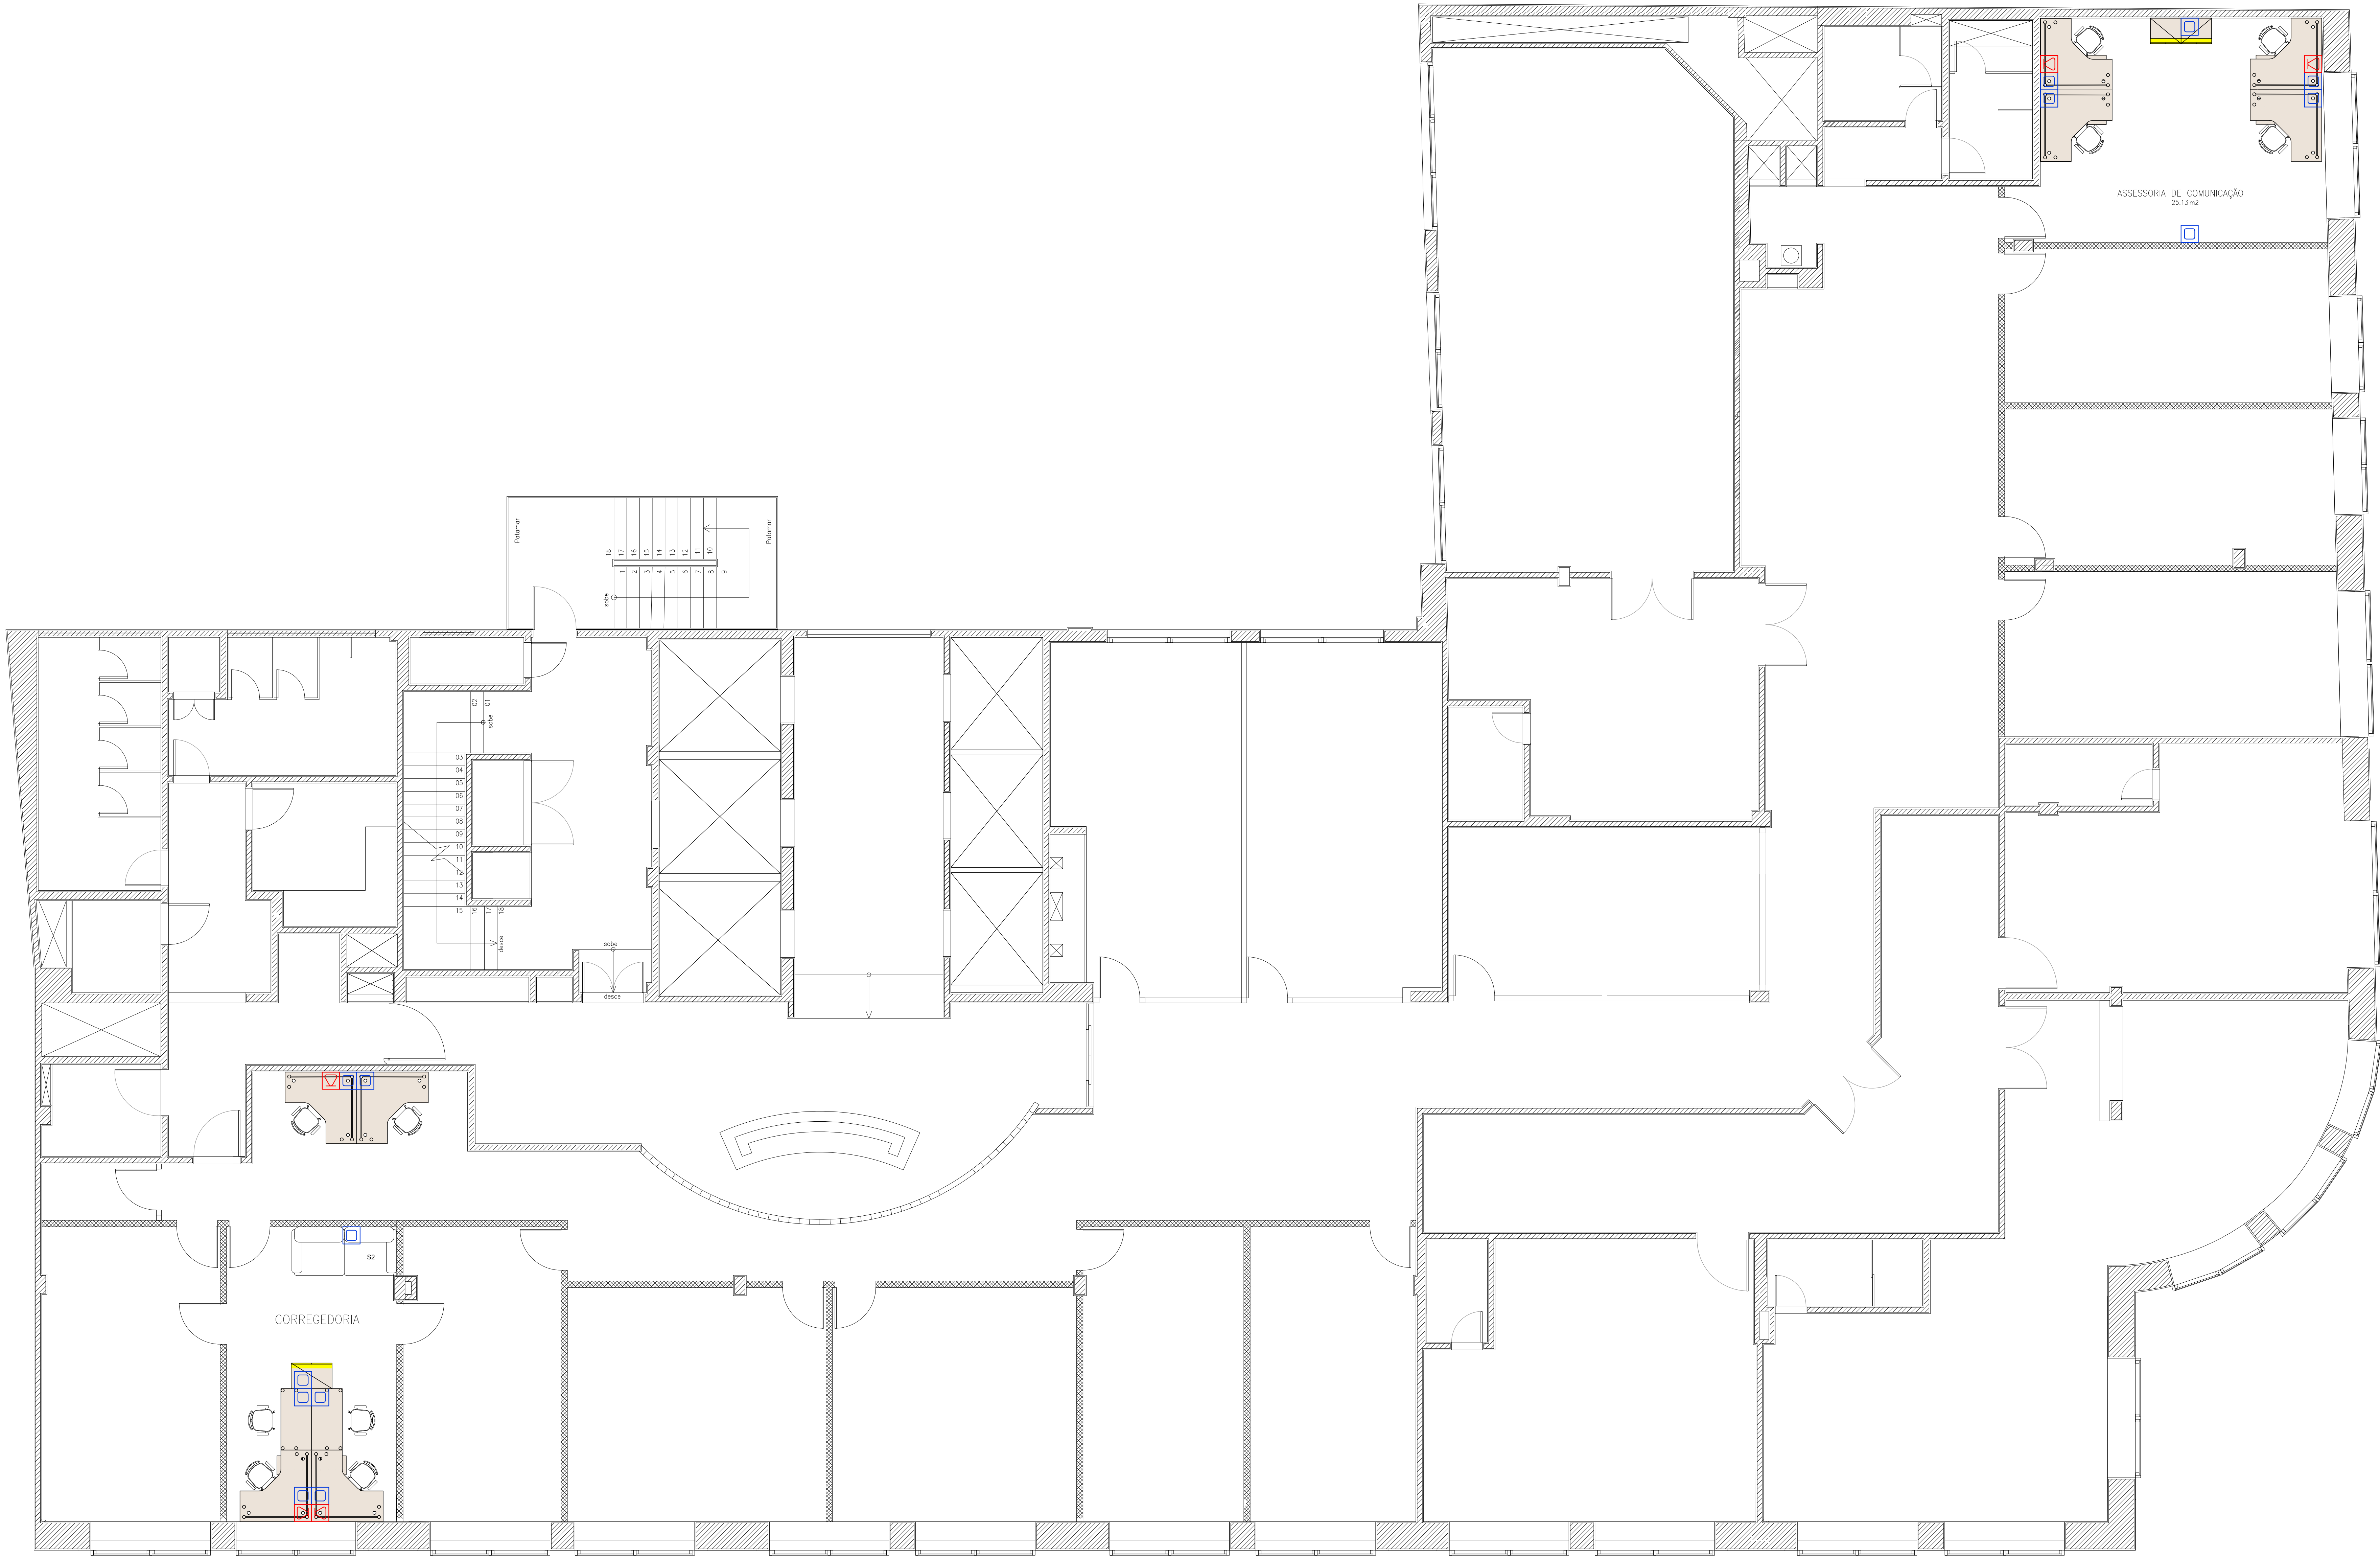 ASSESSORIA DE COMUNICAÇÃO
25.13m2
Patamar
18 17 16 15 14 13 12 11 10
Patamar
1 2 3 4 5 6 7 8 9
sobe
02 01
sobe
03
04
05
06
07
08
09
10
11
12
13
14
15
16 17 18
desce
sobe
desce
S2
CORREGEDORIA